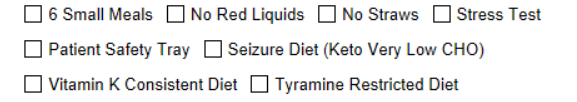 ☐ 6 Small Meals ☐ No Red Liquids ☐ No Straws ☐ Stress Test
☐ Patient Safety Tray ☐ Seizure Diet (Keto Very Low CHO)
☐ Vitamin K Consistent Diet ☐ Tyramine Restricted Diet